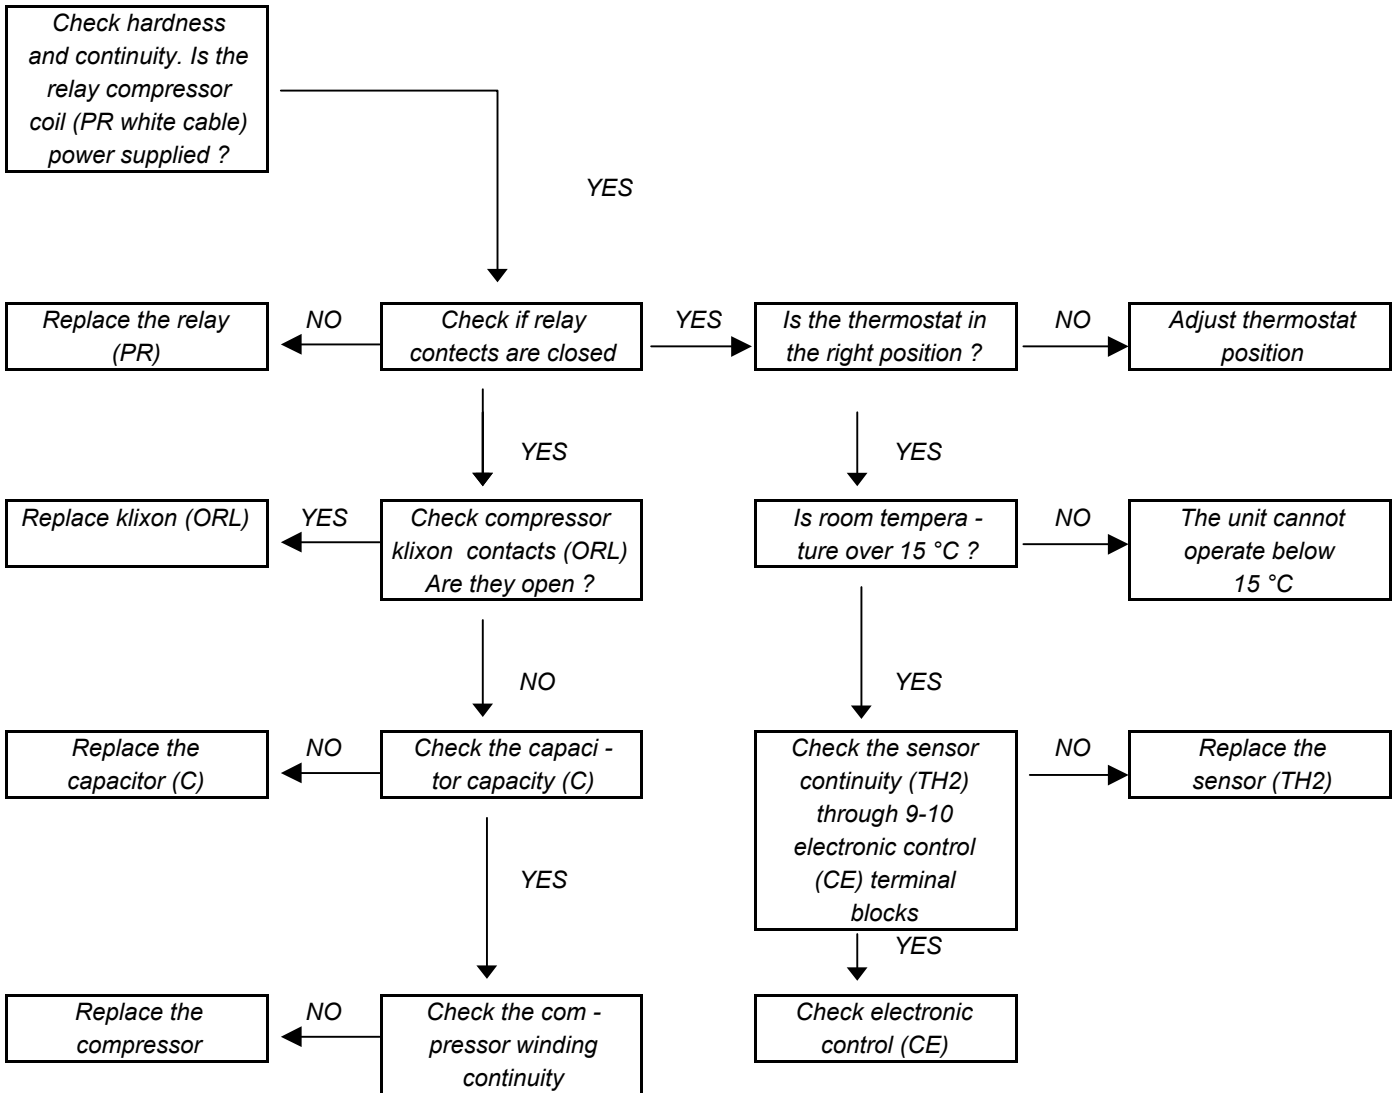 Check hardness
and continuity. Is the
relay compressor
coil (PR white cable)
power supplied ?
YES
Replace the relay
(PR)
NO
Check if relay
contects are closed
YES
Is the thermostat in
the right position ?
NO
Adjust thermostat
position
YES
YES
Replace klixon (ORL)
YES
Check compressor
klixon contacts (ORL)
Are they open ?
Is room tempera -
ture over 15 °C ?
NO
The unit cannot
operate below
15 °C
NO
YES
Replace the
capacitor (C)
NO
Check the capaci -
tor capacity (C)
Check the sensor
continuity (TH2)
through 9-10
electronic control
(CE) terminal
blocks
NO
Replace the
sensor (TH2)
YES
YES
Replace the
compressor
NO
Check the com -
pressor winding
continuity
Check electronic
control (CE)